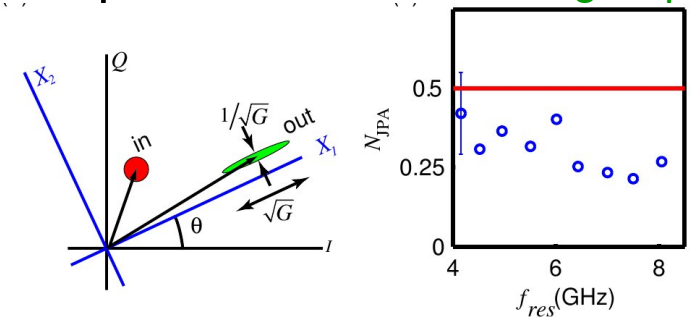 Q
X₂
in
1/√G
out
X₁
√G
θ
I
N_JPA
0.5
0.25
0
4
6
8
f_res(GHz)